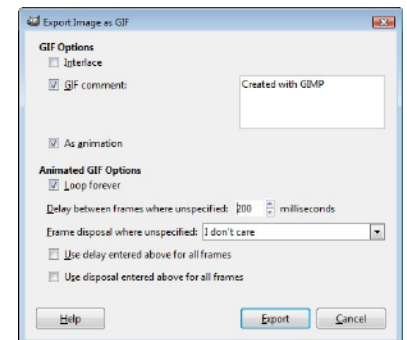 Export Image as GIF
GIF Options
Interlace
GIF comment:
Created with GIMP
As animation
Animated GIF Options
Loop forever
Delay between frames where unspecified: 200 milliseconds
Frame disposal where unspecified: I don't care
Use delay entered above for all frames
Use disposal entered above for all frames
Help Export Cancel